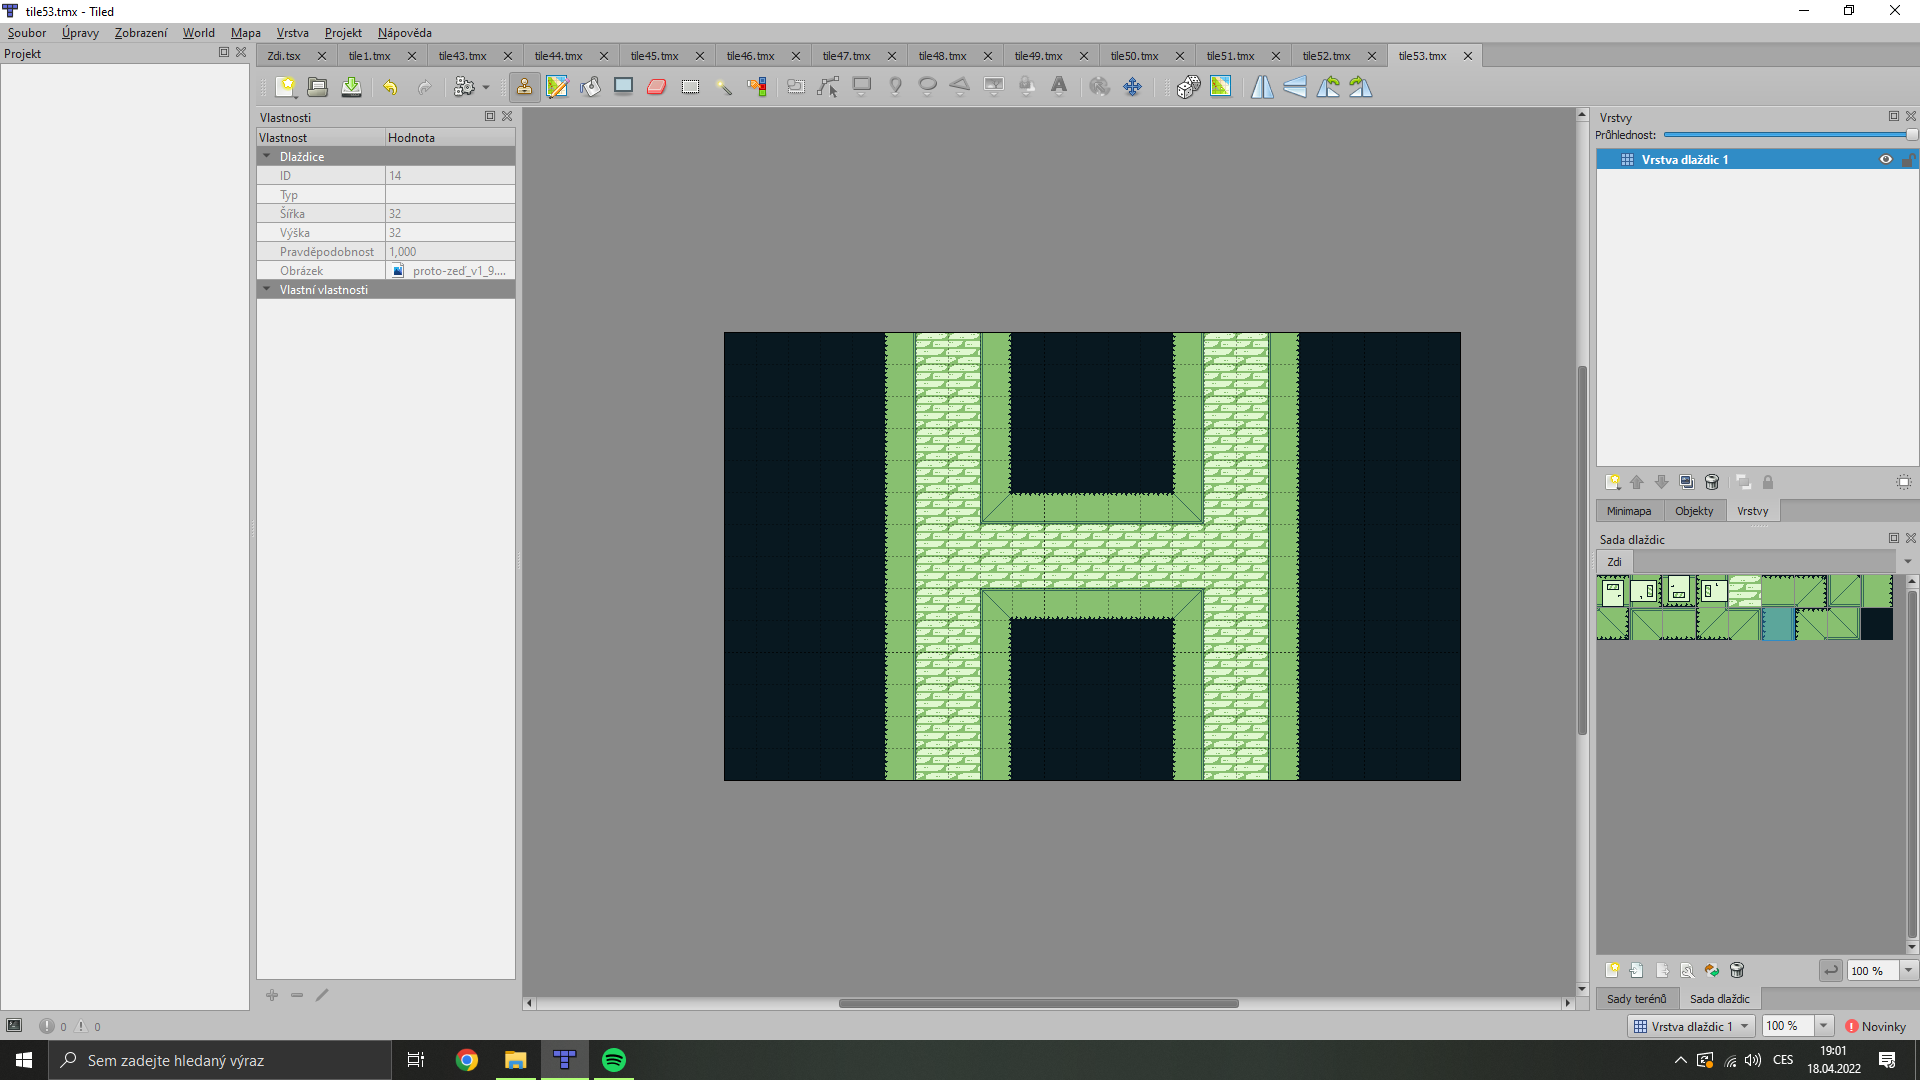 tile53.tmx - Tiled
Soubor Úpravy Zobrazení World Mapa Vrstva Projekt Nápověda
Projekt
Zdi.tsx tile1.tmx tile43.tmx tile44.tmx tile45.tmx tile46.tmx tile47.tmx tile48.tmx tile49.tmx tile50.tmx tile51.tmx tile52.tmx tile53.tmx
Vlastnosti
Vlastnost Hodnota
Dlaždice
ID 14
Typ
Šířka 32
Výška 32
Pravděpodobnost 1,000
Obrázek proto-zeď_v1_9....
Vlastní vlastnosti
Vrstvy
Průhlednost:
Vrstva dlaždic 1
Minimapa Objekty Vrstvy
Sada dlaždic
Zdi
100 %
Sady terénů Sada dlaždic
0 0
Vrstva dlaždic 1 100 % Novinky
Sem zadejte hledaný výraz
CES
19:01
18.04.2022